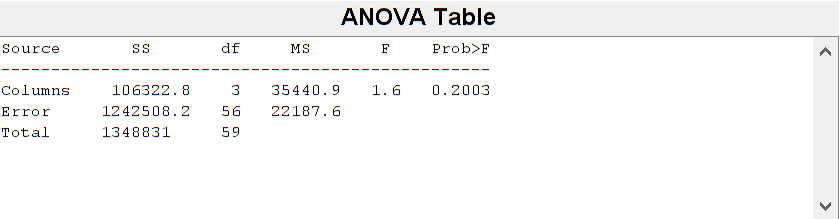 ANOVA Table
Source SS df MS F Prob>F
Columns 106322.8 3 35440.9 1.6 0.2003
Error 1242508.2 56 22187.6
Total 1348831 59